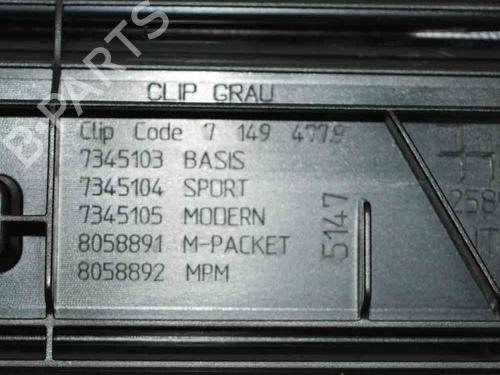 CLIP GRAU
Clip Code 7 149 4779
7345103 BASIS
7345104 SPORT
7345105 MODERN
8058891 M-PACKET
8058892 MPM
5147
258
B-PARTS